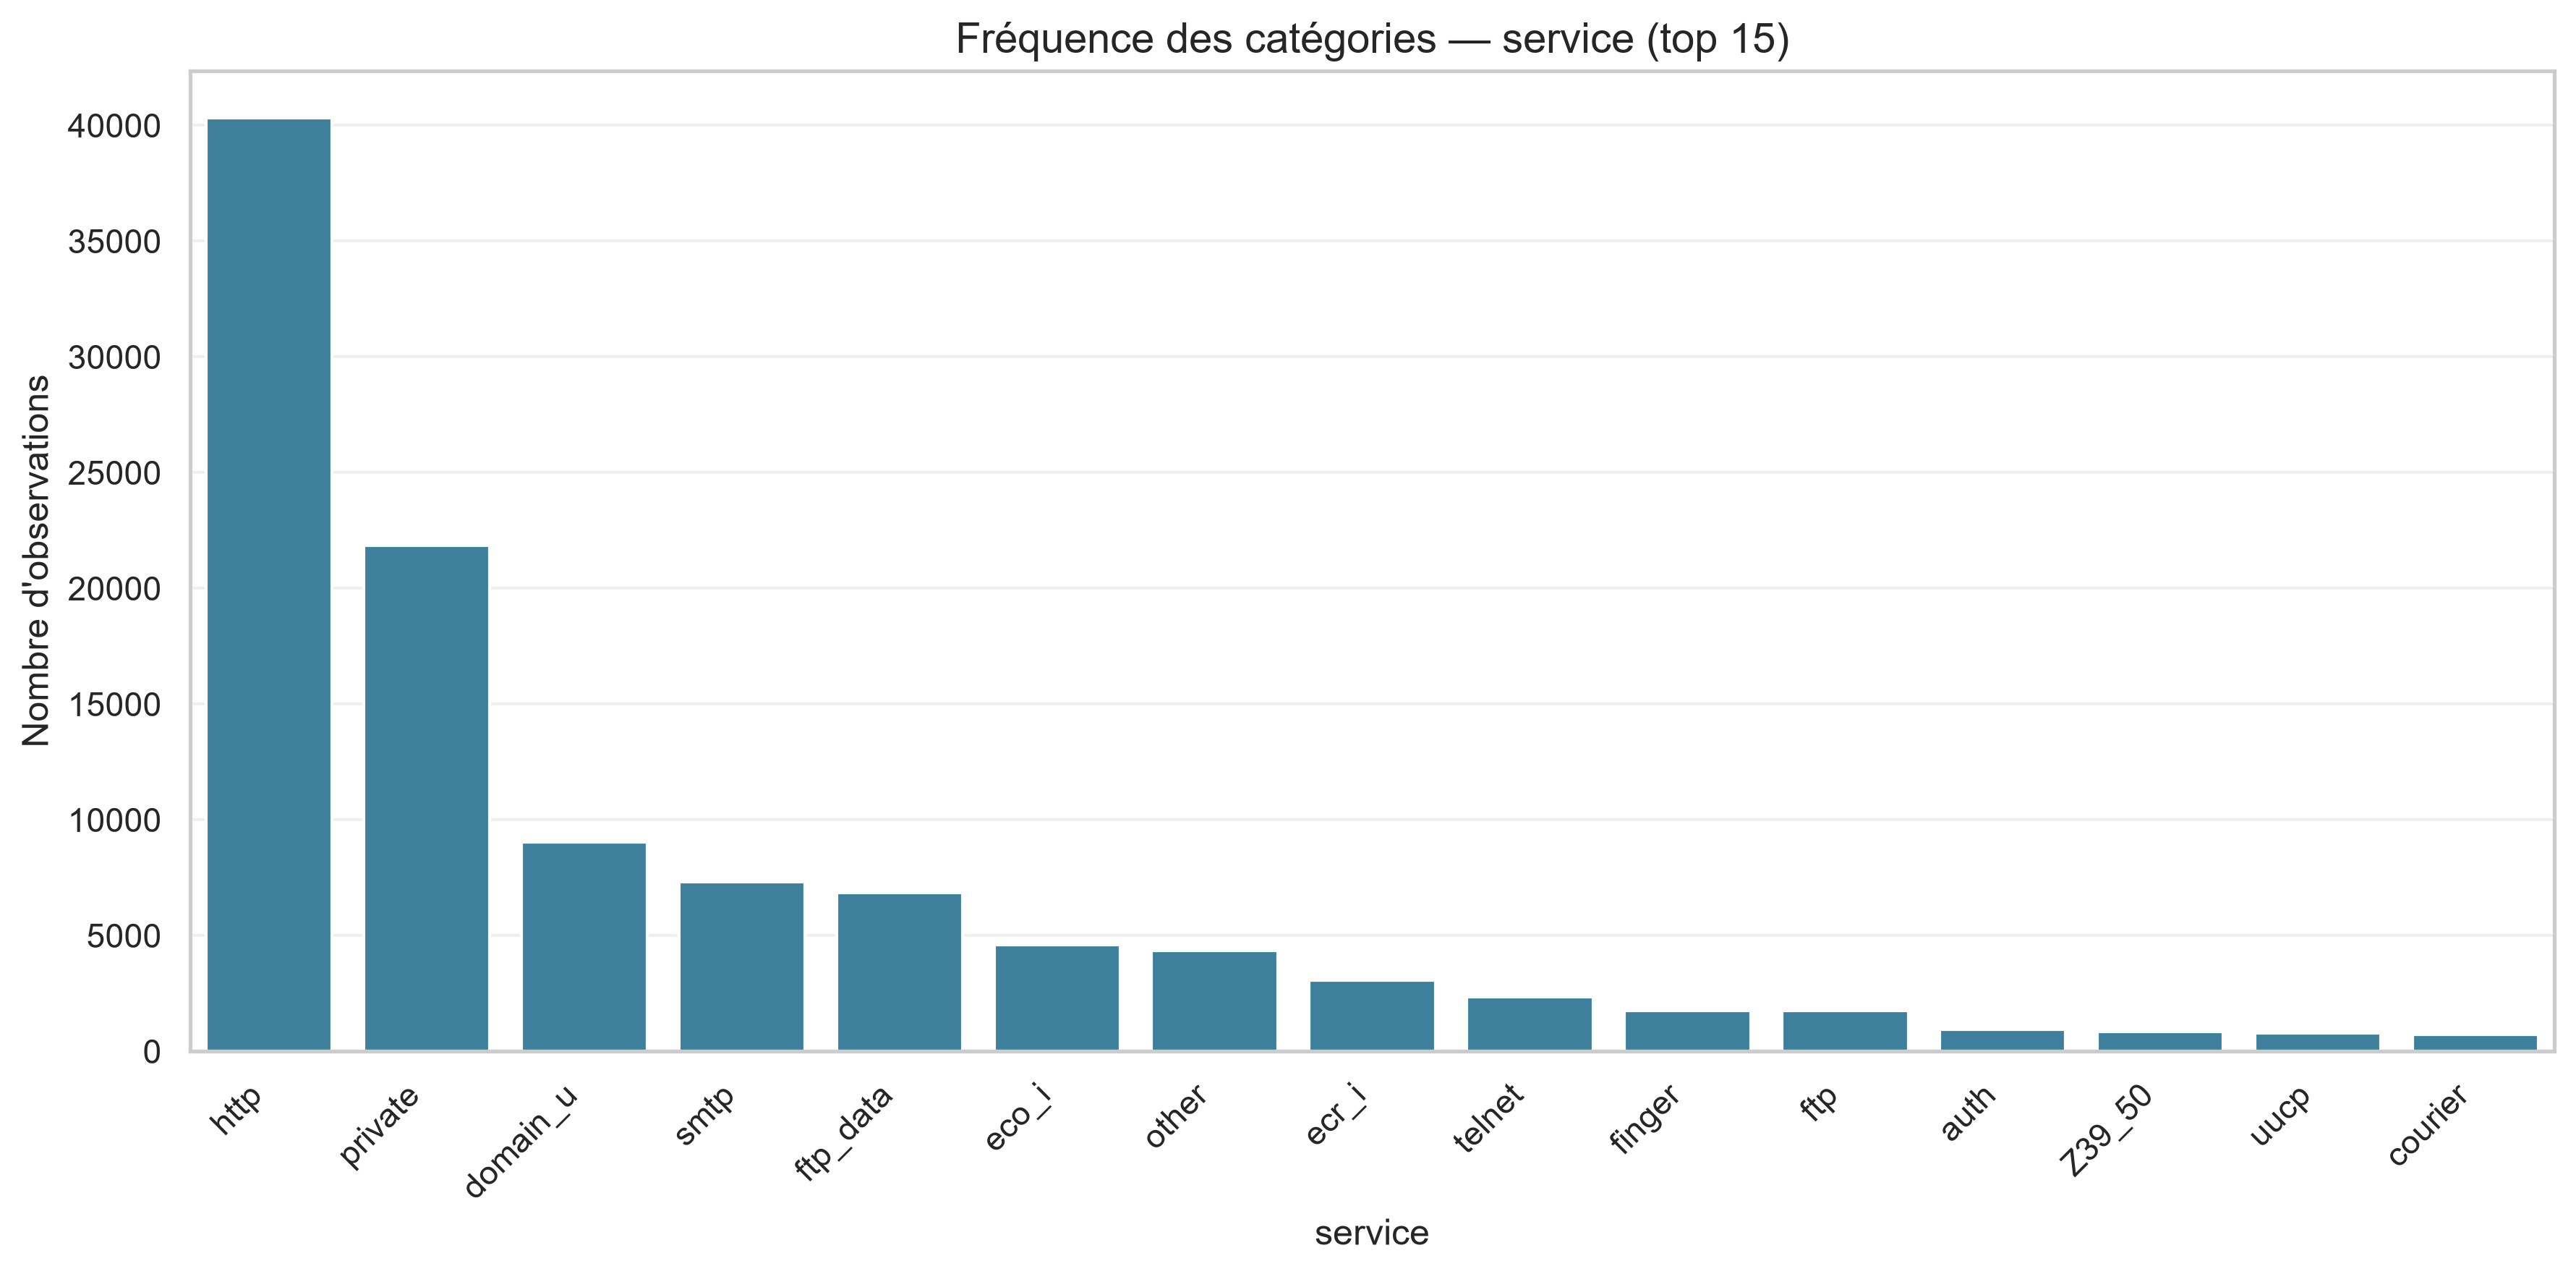 Fréquence des catégories — service (top 15)
Nombre d'observations
40000
35000
30000
25000
20000
15000
10000
5000
0
http
private
domain_u
smtp
ftp_data
eco_i
other
ecr_i
telnet
finger
ftp
auth
Z39_50
uucp
courier
service